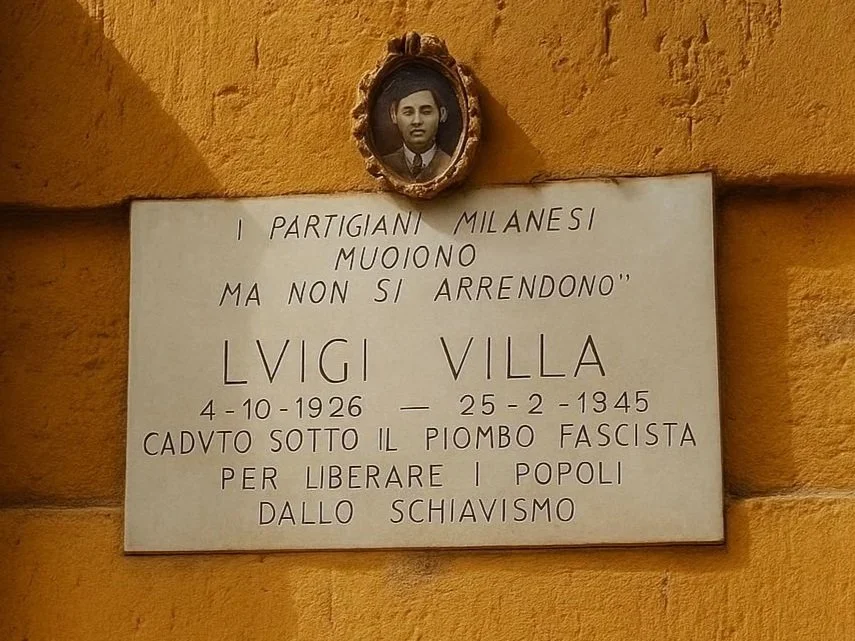 I PARTIGIANI MILANESI
MUOIONO
MA NON SI ARRENDONO”
LVIGI VILLA
4-10-1926 — 25-2-1945
CADVTO SOTTO IL PIOMBO FASCISTA
PER LIBERARE I POPOLI
DALLO SCHIAVISMO